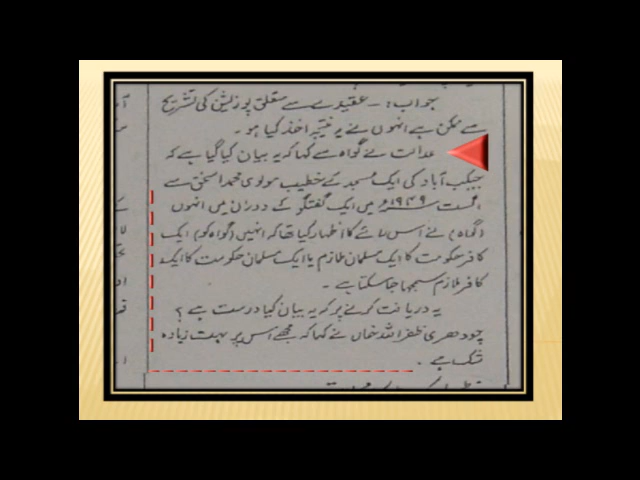 جواب :۔ عقیدے سے متعلق پوزیشن کی تشریح
سے ممکن ہے انہوں نے یہ نتیجہ اخذ کیا ہو۔
عدالت نے گواہ سے کہا کہ یہ بیان کیا گیا ہے کہ
جیکب آباد کی ایک مسجد کے خطیب مولوی محمد اسحٰق سے
اگست ۱۹۴۹ء میں ایک گفتگو کے دوران میں انہوں
(گواہ) نے اس رائے کا اظہار کیا تھا کہ انہیں (گواہ کو) ایک
کافر حکومت کا ایک مسلمان ملازم یا ایک مسلمان حکومت کا ایک
کافر ملازم سمجھا جاسکتا ہے۔
یہ دریافت کرنے پر کہ یہ بیان کیا درست ہے ؟
چودھری ظفر اللہ خاں نے کہا کہ مجھے اس پر بہت زیادہ
شک ہے ۔